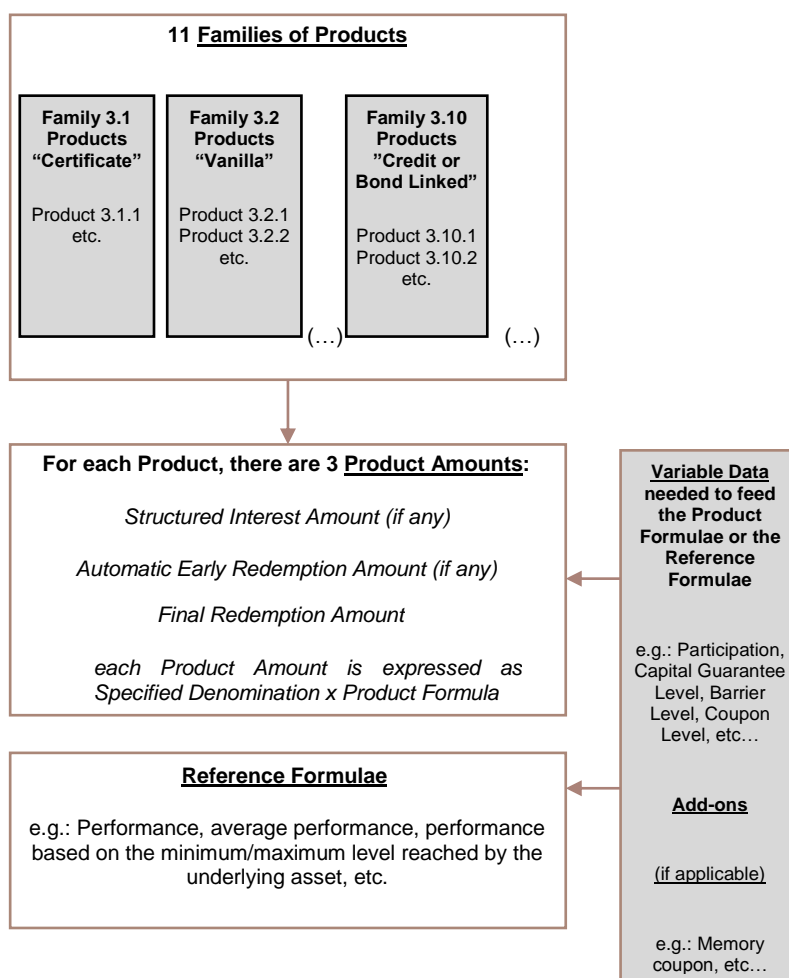 11 Families of Products
Family 3.1
Products
“Certificate”
Product 3.1.1
etc.
Family 3.2
Products
“Vanilla”
Product 3.2.1
Product 3.2.2
etc.
(…)
Family 3.10
Products
”Credit or
Bond Linked”
Product 3.10.1
Product 3.10.2
etc.
(…)
For each Product, there are 3 Product Amounts:
Structured Interest Amount (if any)
Automatic Early Redemption Amount (if any)
Final Redemption Amount
each Product Amount is expressed as
Specified Denomination x Product Formula
Reference Formulae
e.g.: Performance, average performance, performance
based on the minimum/maximum level reached by the
underlying asset, etc.
Variable Data
needed to feed
the Product
Formulae or the
Reference
Formulae
e.g.: Participation,
Capital Guarantee
Level, Barrier
Level, Coupon
Level, etc…
Add-ons
(if applicable)
e.g.: Memory
coupon, etc…